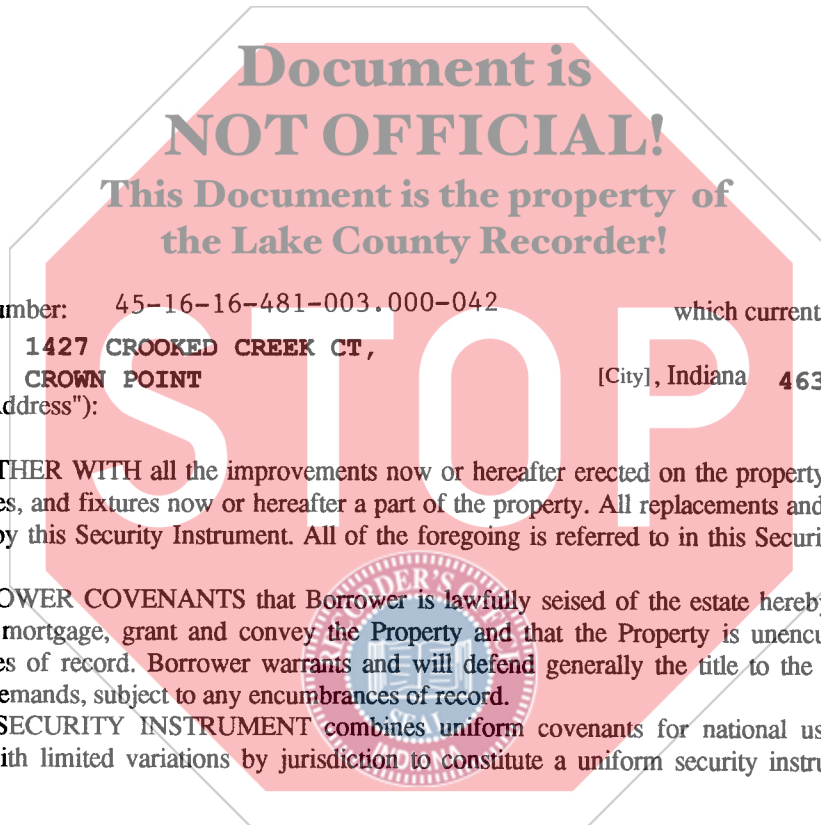 Document is
NOT OFFICIAL!
This Document is the property of
the Lake County Recorder!
umber: 45-16-16-481-003.000-042 which current
1427 CROOKED CREEK CT,
CROWN POINT [City], Indiana 463
ddress"):
STOP
THER WITH all the improvements now or hereafter erected on the property
es, and fixtures now or hereafter a part of the property. All replacements and
by this Security Instrument. All of the foregoing is referred to in this Securi
OWER COVENANTS that Borrower is lawfully seised of the estate hereby
mortgage, grant and convey the Property and that the Property is unencu
es of record. Borrower warrants and will defend generally the title to the
emands, subject to any encumbrances of record.
SECURITY INSTRUMENT combines uniform covenants for national us
ith limited variations by jurisdiction to constitute a uniform security instru
RECORDER'S OFFICE
SEAL
INDIANA